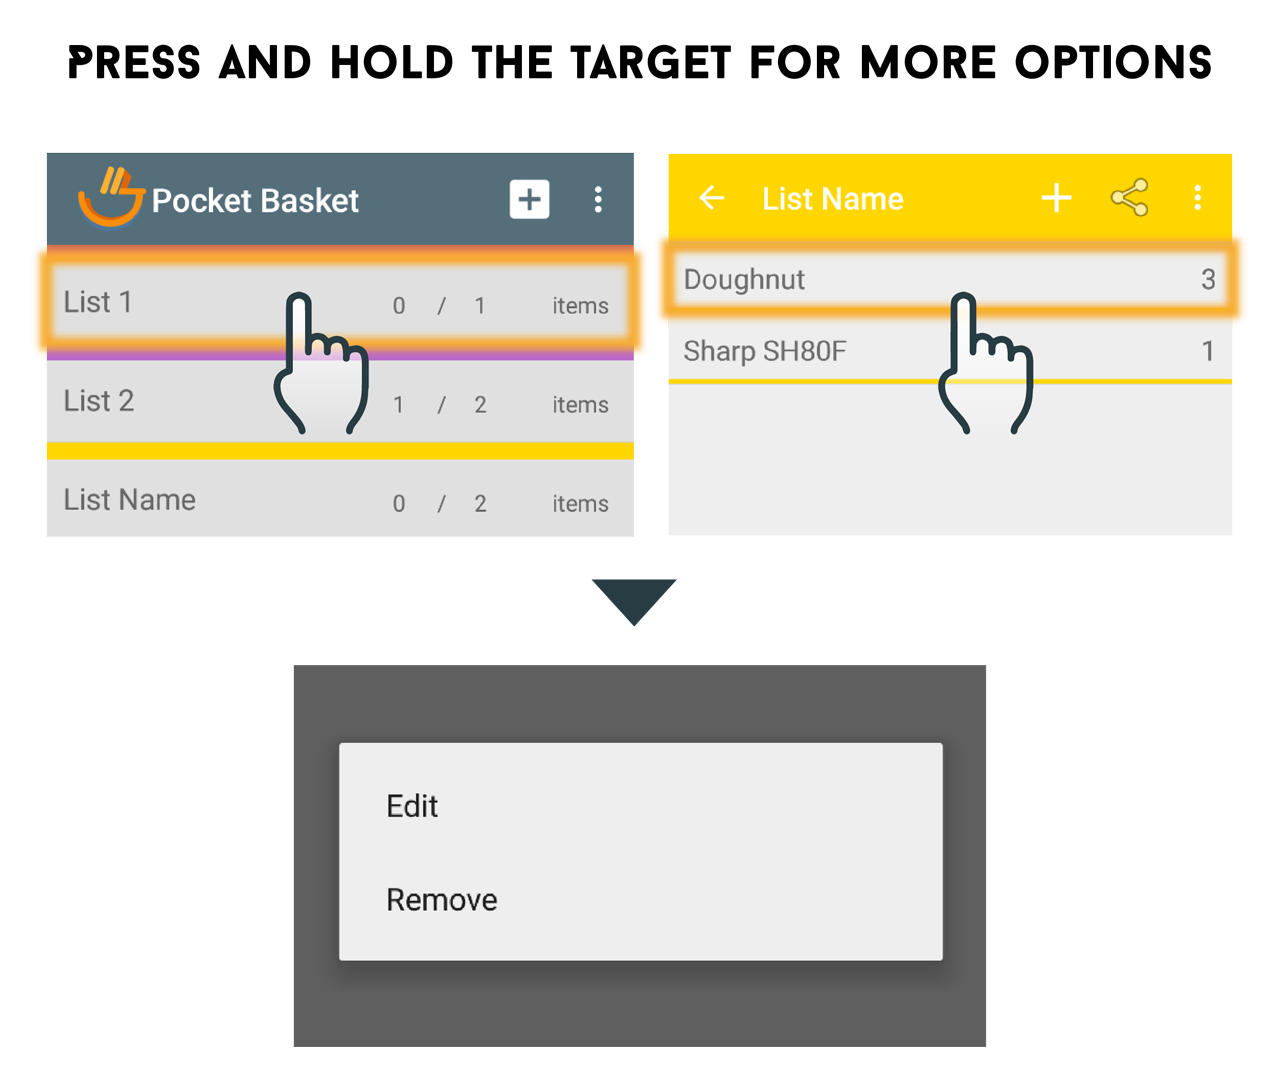 PRESS AND HOLD THE TARGET FOR MORE OPTIONS
Pocket Basket
List 1 0 / 1 items
List 2 1 / 2 items
List Name 0 / 2 items
List Name
Doughnut 3
Sharp SH80F 1
Edit
Remove